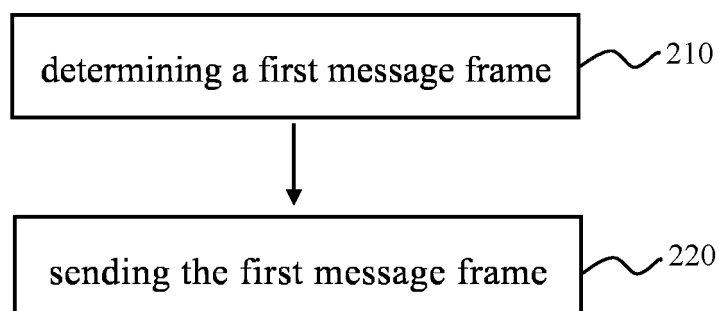 determining a first message frame
210
sending the first message frame
220